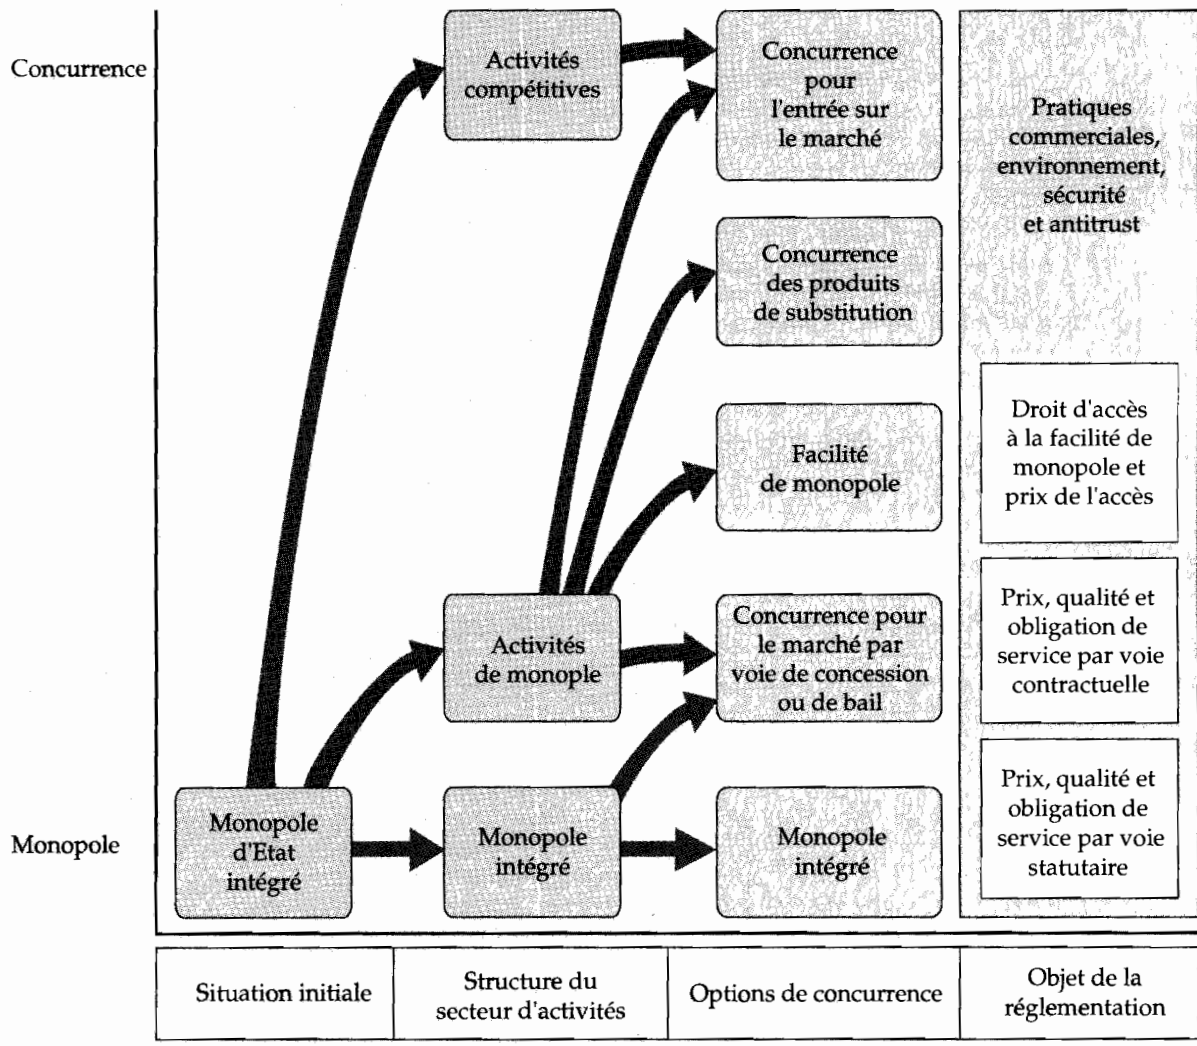 Concurrence
Monopole
Monopole
d'Etat
intégré
Activités
compétitives
Activités
de monople
Monopole
intégré
Concurrence
pour
l'entrée sur
le marché
Concurrence
des produits
de substitution
Facilité
de monopole
Concurrence pour
le marché par
voie de concession
ou de bail
Monopole
intégré
Pratiques
commerciales,
environnement,
sécurité
et antitrust
Droit d'accès
à la facilité de
monopole et
prix de l'accès
Prix, qualité et
obligation de
service par voie
contractuelle
Prix, qualité et
obligation de
service par voie
statutaire
Situation initiale
Structure du
secteur d'activités
Options de concurrence
Objet de la
réglementation